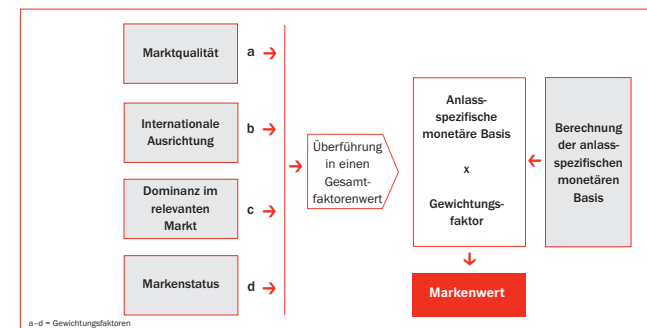 Marktqualität
a
Internationale
Ausrichtung
b
Dominanz im
relevanten
Markt
c
Markenstatus
d
Überführung
in einen
Gesamt-
faktorenwert
Anlass-
spezifische
monetäre Basis
x
Gewichtungs-
faktor
Berechnung
der anlass-
spezifischen
monetären
Basis
Markenwert
a–d = Gewichtungsfaktoren